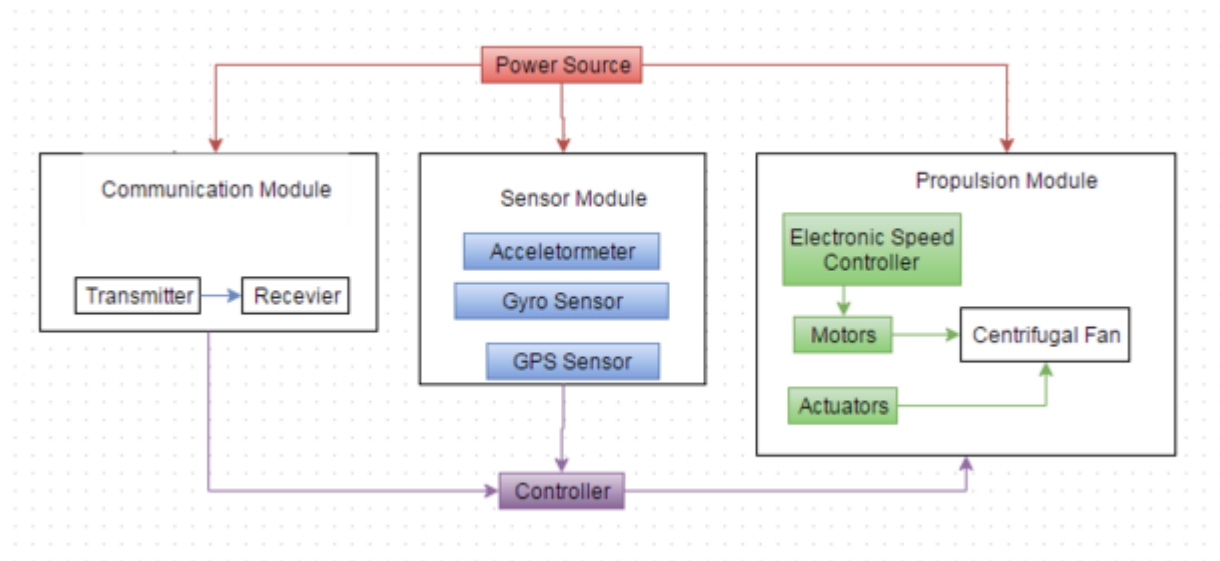 Power Source
Communication Module
Transmitter
Recevier
Sensor Module
Acceletormeter
Gyro Sensor
GPS Sensor
Propulsion Module
Electronic Speed
Controller
Motors
Centrifugal Fan
Actuators
Controller